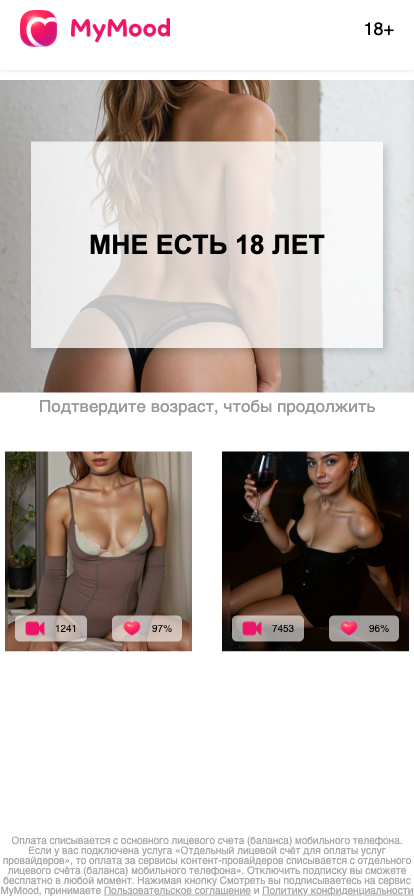 MyMood
18+
МНЕ ЕСТЬ 18 ЛЕТ
Подтвердите возраст, чтобы продолжить
1241
97%
7453
96%
Оплата списывается с основного лицевого счета (баланса) мобильного телефона.
Если у вас подключена услуга «Отдельный лицевой счёт для оплаты услуг
провайдеров», то оплата за сервисы контент-провайдеров списывается с отдельного
лицевого счёта (баланса) мобильного телефона». Отключить подписку вы сможете
бесплатно в любой момент. Нажимая кнопку Смотреть вы подписываетесь на сервис
MyMood, принимаете Пользовательское соглашение и Политику конфиденциальности